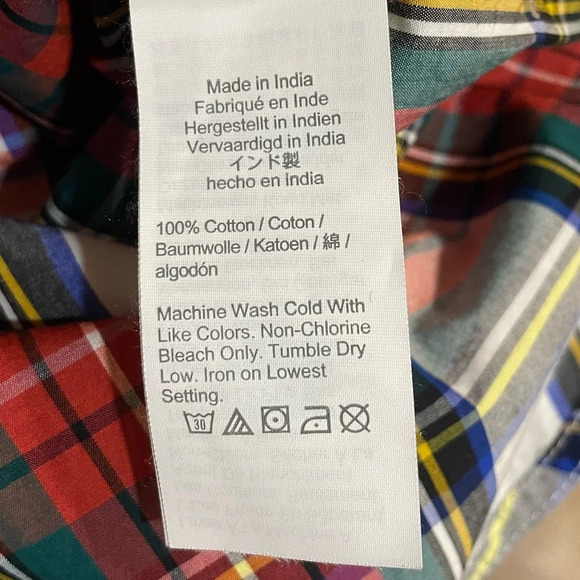 Made in India
Fabriqué en Inde
Hergestellt in Indien
Vervaardigd in India
インド製
hecho en india
100% Cotton / Coton /
Baumwolle / Katoen / 綿 /
algodón
Machine Wash Cold With
Like Colors. Non-Chlorine
Bleach Only. Tumble Dry
Low. Iron on Lowest
Setting.
30